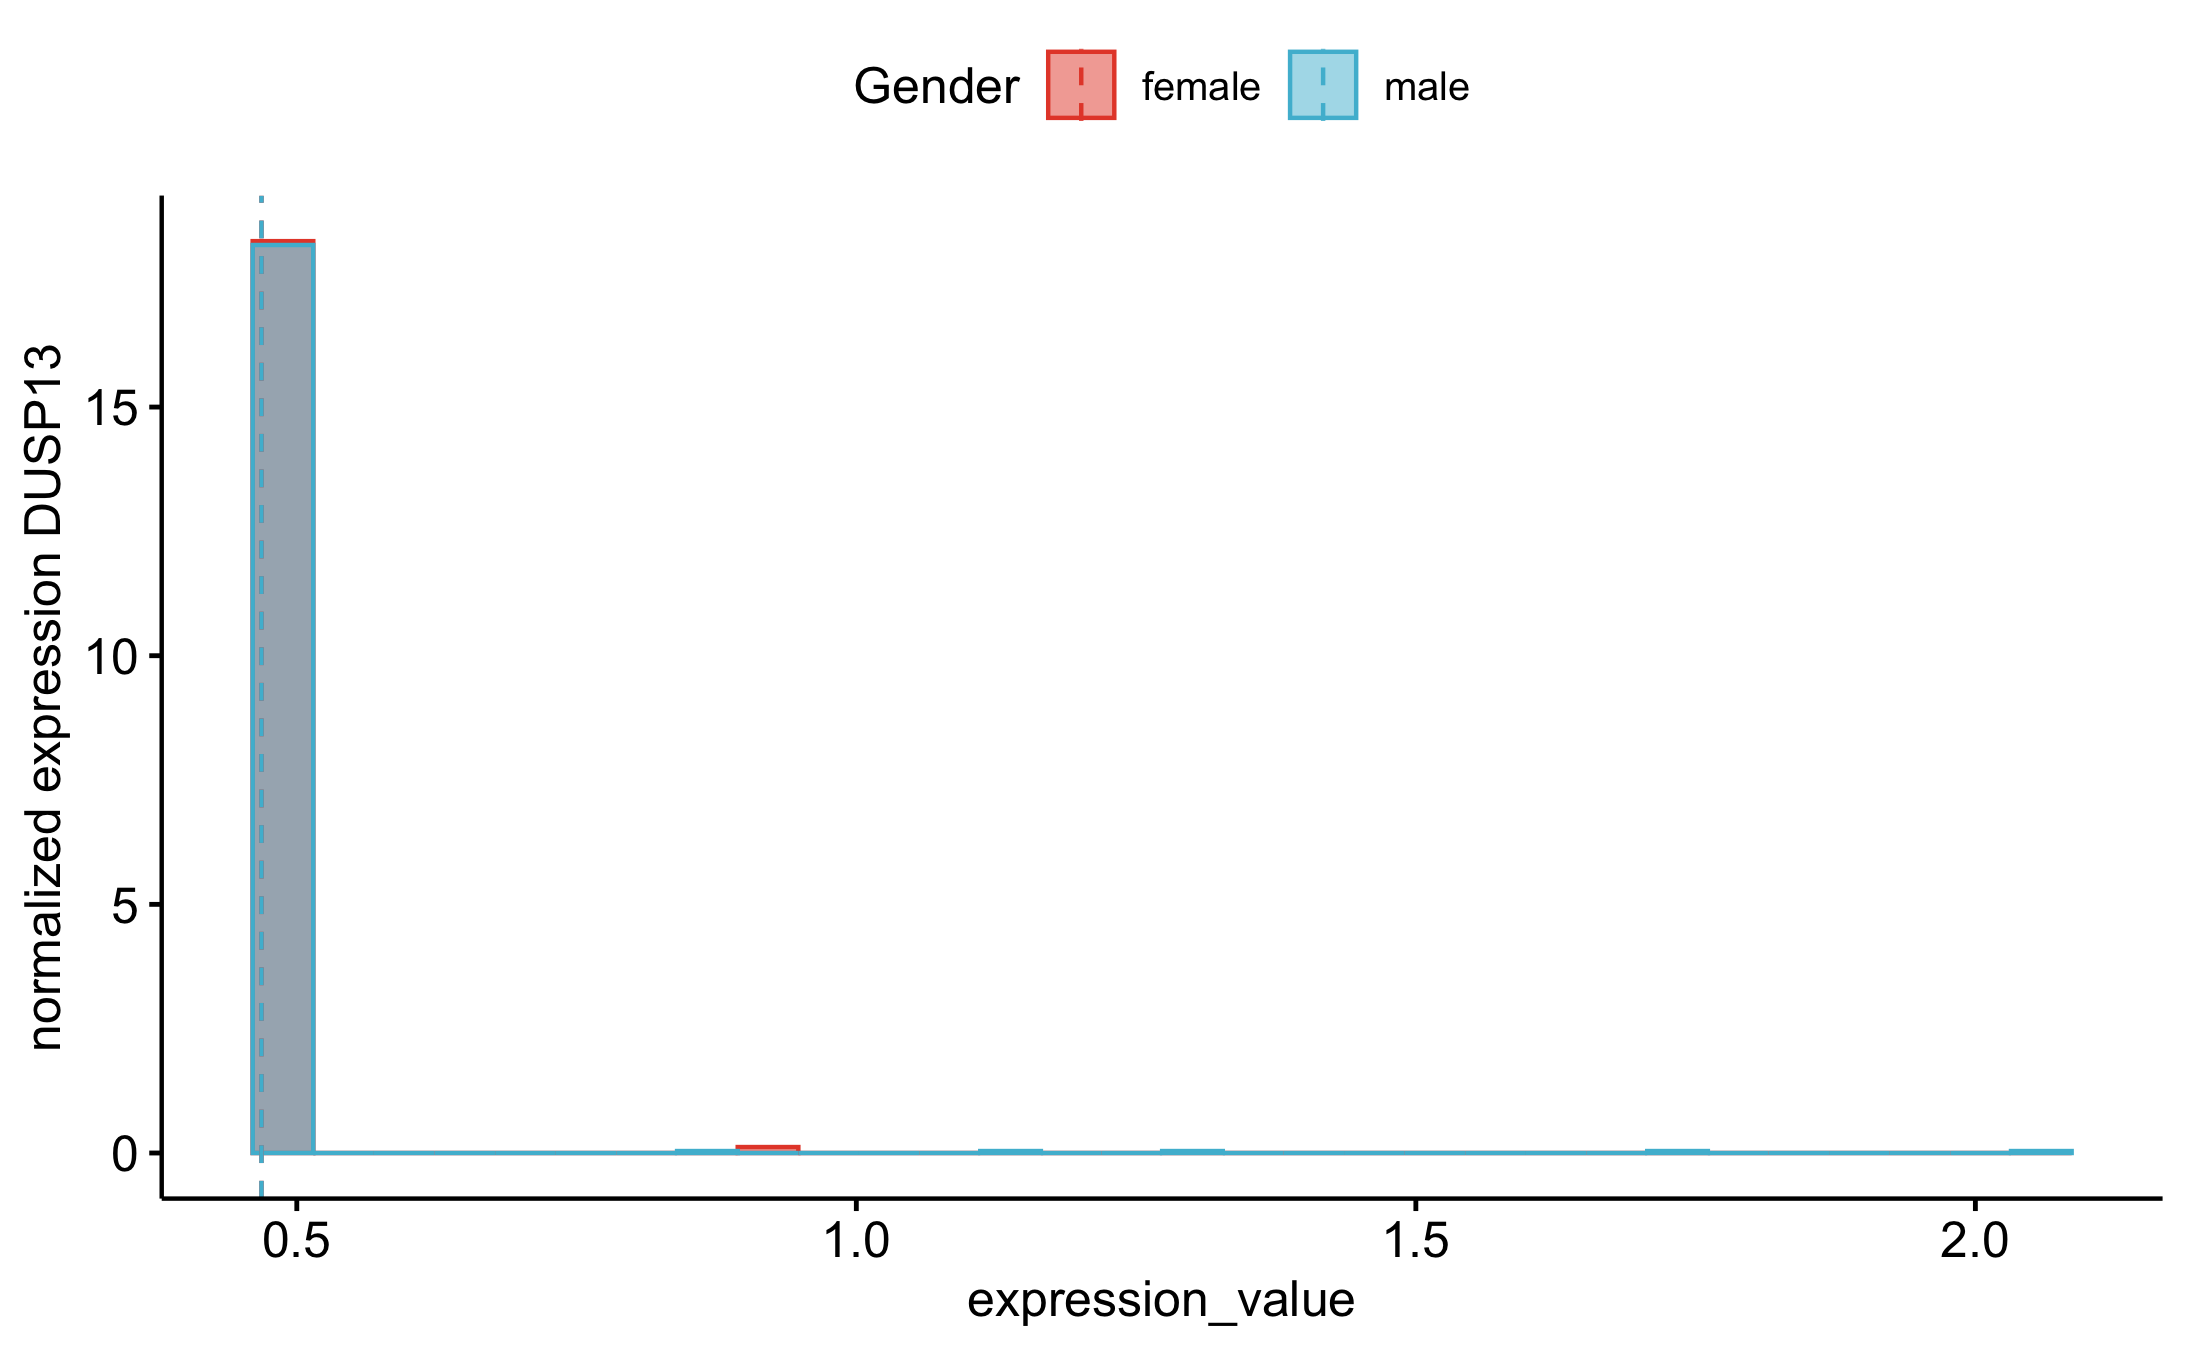 Gender female male
normalized expression DUSP13
15
10
5
0
0.5 1.0 1.5 2.0
expression_value